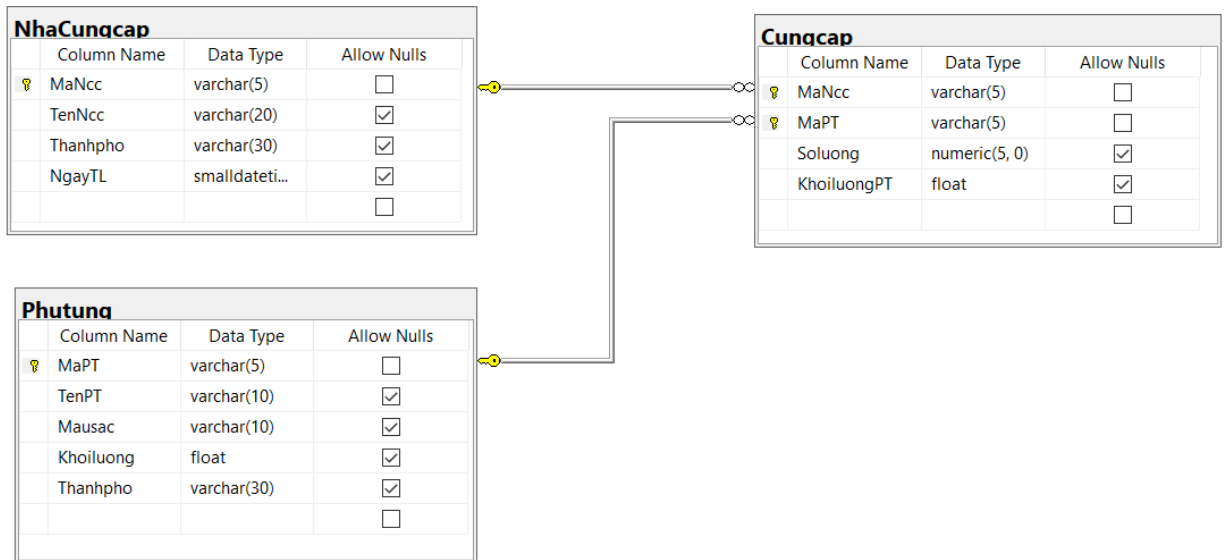 NhaCungcap
Column Name Data Type Allow Nulls
MaNcc varchar(5)
TenNcc varchar(20)
Thanhpho varchar(30)
NgayTL smalldateti...
Cungcap
Column Name Data Type Allow Nulls
MaNcc varchar(5)
MaPT varchar(5)
Soluong numeric(5, 0)
KhoiluongPT float
Phutung
Column Name Data Type Allow Nulls
MaPT varchar(5)
TenPT varchar(10)
Mausac varchar(10)
Khoiluong float
Thanhpho varchar(30)